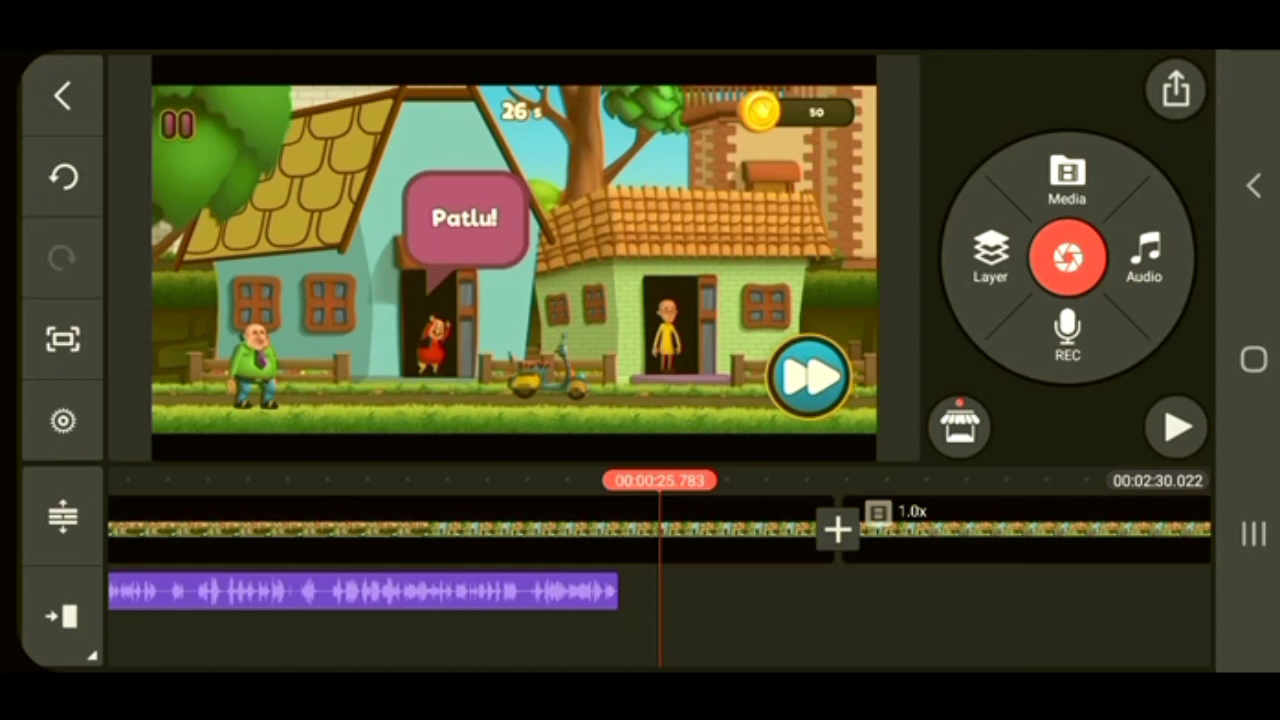 26 s
50
Patlu!
Media
Layer
Audio
REC
00:00:25.783
00:02:30.022
1.0x